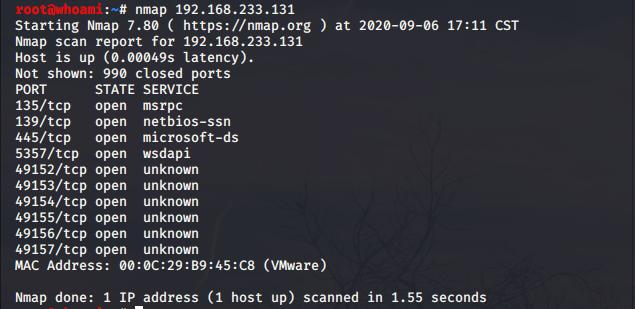 root@whoami:~# nmap 192.168.233.131
Starting Nmap 7.80 ( https://nmap.org ) at 2020-09-06 17:11 CST
Nmap scan report for 192.168.233.131
Host is up (0.00049s latency).
Not shown: 990 closed ports
PORT      STATE SERVICE
135/tcp   open  msrpc
139/tcp   open  netbios-ssn
445/tcp   open  microsoft-ds
5357/tcp  open  wsdapi
49152/tcp open  unknown
49153/tcp open  unknown
49154/tcp open  unknown
49155/tcp open  unknown
49156/tcp open  unknown
49157/tcp open  unknown
MAC Address: 00:0C:29:B9:45:C8 (VMware)
Nmap done: 1 IP address (1 host up) scanned in 1.55 seconds